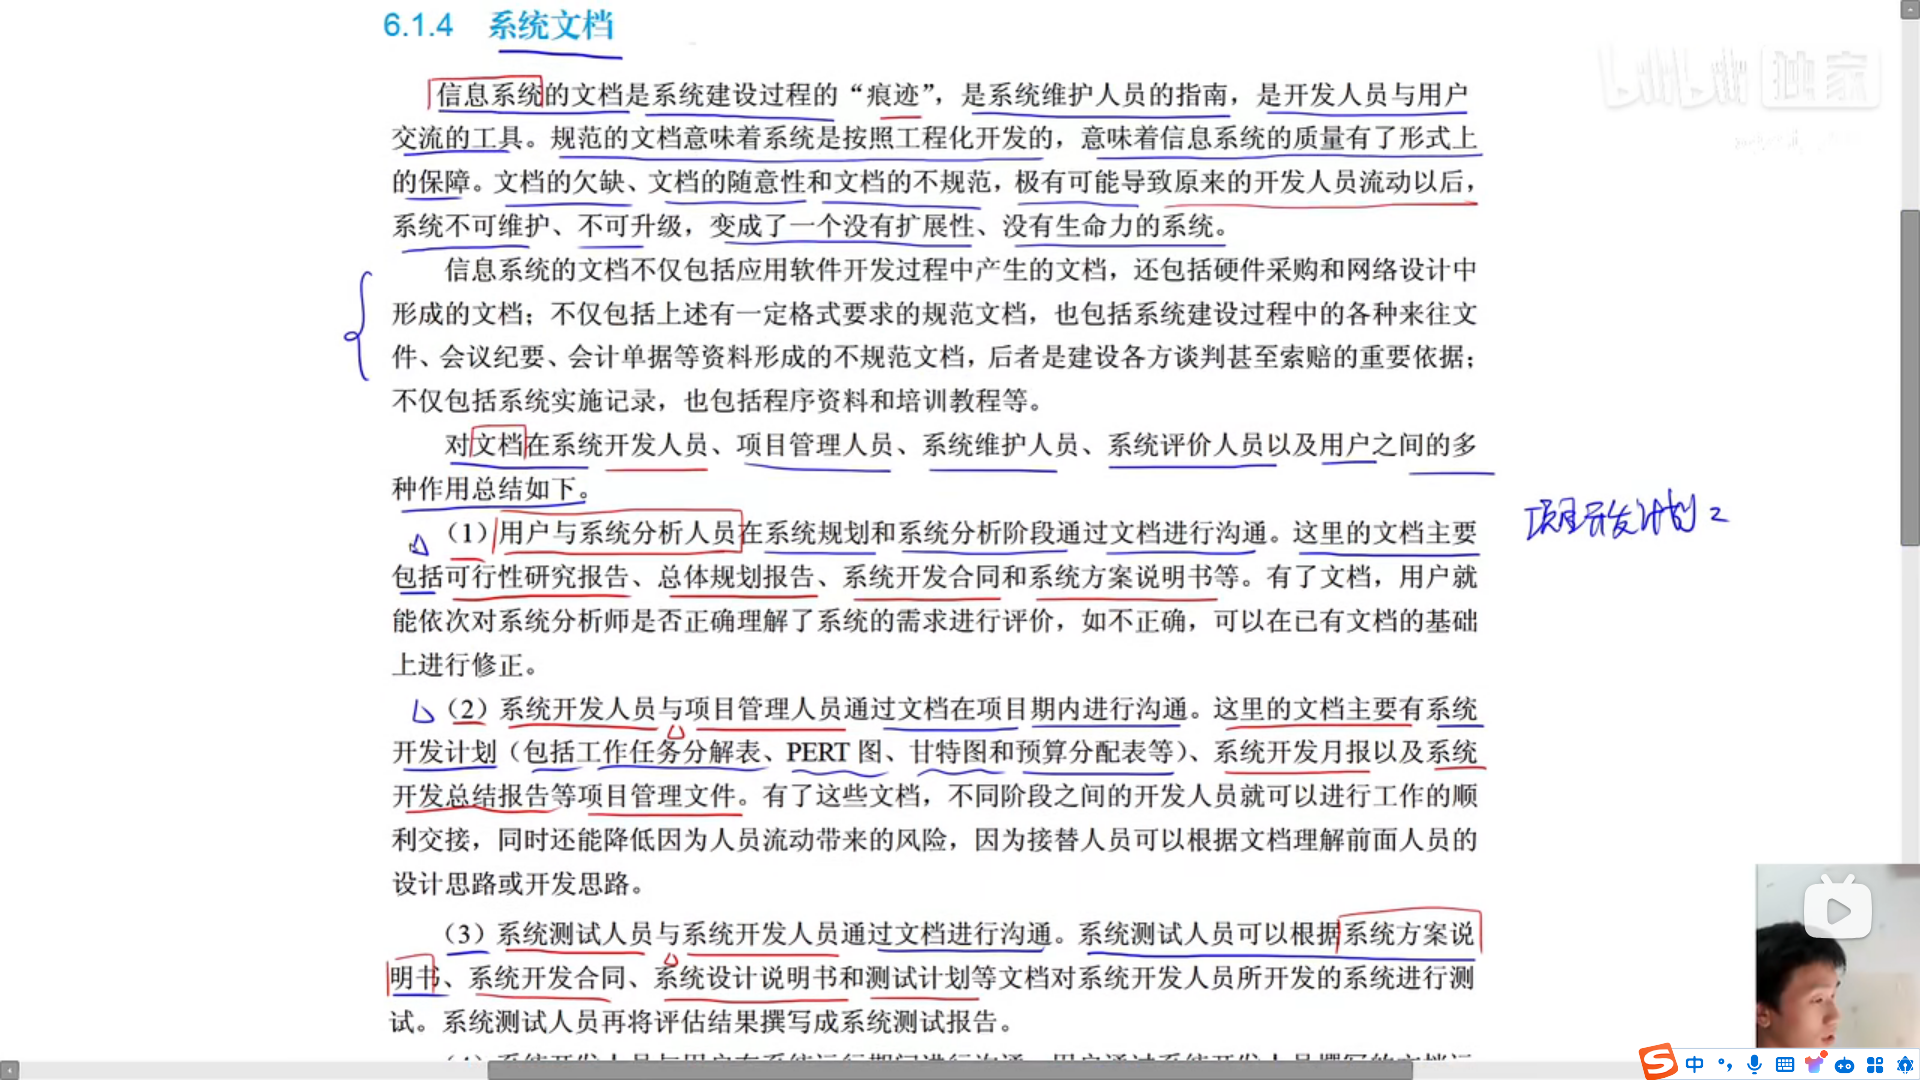 6.1.4 系统文档
bilibili 独家
信息系统的文档是系统建设过程的“痕迹”，是系统维护人员的指南，是开发人员与用户
交流的工具。规范的文档意味着系统是按照工程化开发的，意味着信息系统的质量有了形式上
的保障。文档的欠缺、文档的随意性和文档的不规范，极有可能导致原来的开发人员流动以后，
系统不可维护、不可升级，变成了一个没有扩展性、没有生命力的系统。
信息系统的文档不仅包括应用软件开发过程中产生的文档，还包括硬件采购和网络设计中
形成的文档；不仅包括上述有一定格式要求的规范文档，也包括系统建设过程中的各种来往文
件、会议纪要、会计单据等资料形成的不规范文档，后者是建设各方谈判甚至索赔的重要依据；
不仅包括系统实施记录，也包括程序资料和培训教程等。
对文档在系统开发人员、项目管理人员、系统维护人员、系统评价人员以及用户之间的多
种作用总结如下。
（1）用户与系统分析人员在系统规划和系统分析阶段通过文档进行沟通。这里的文档主要
包括可行性研究报告、总体规划报告、系统开发合同和系统方案说明书等。有了文档，用户就
能依次对系统分析师是否正确理解了系统的需求进行评价，如不正确，可以在已有文档的基础
上进行修正。
项目开发计划
（2）系统开发人员与项目管理人员通过文档在项目期内进行沟通。这里的文档主要有系统
开发计划（包括工作任务分解表、PERT 图、甘特图和预算分配表等）、系统开发月报以及系统
开发总结报告等项目管理文件。有了这些文档，不同阶段之间的开发人员就可以进行工作的顺
利交接，同时还能降低因为人员流动带来的风险，因为接替人员可以根据文档理解前面人员的
设计思路或开发思路。
（3）系统测试人员与系统开发人员通过文档进行沟通。系统测试人员可以根据系统方案说
明书、系统开发合同、系统设计说明书和测试计划等文档对系统开发人员所开发的系统进行测
试。系统测试人员再将评估结果撰写成系统测试报告。
中